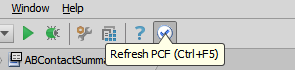 Window Help
Refresh PCF (Ctrl+F5)
ABContactSumma